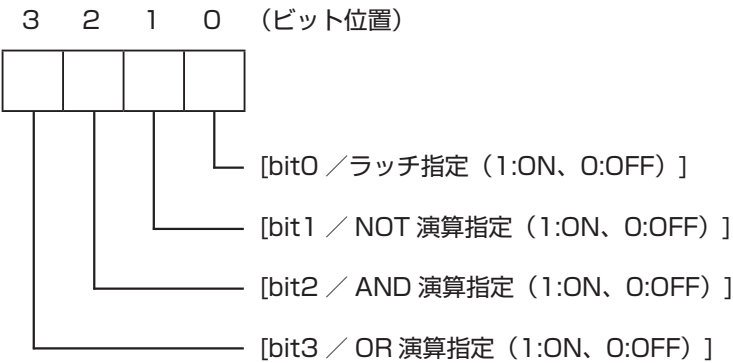 3 2 1 0 (ビット位置)
[bit0 ／ラッチ指定(1:ON、0:OFF)]
[bit1 ／ NOT 演算指定(1:ON、0:OFF)]
[bit2 ／ AND 演算指定(1:ON、0:OFF)]
[bit3 ／ OR 演算指定(1:ON、0:OFF)]